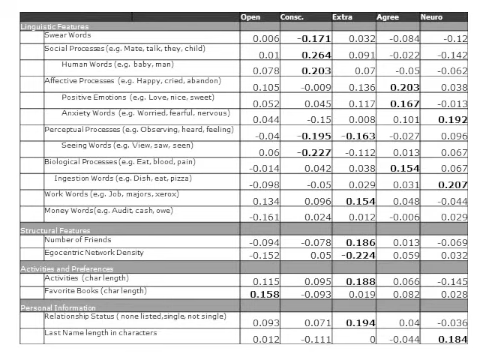 Open Consc. Extra Agree Neuro
Linguistic Features
Swear Words 0.006 -0.171 0.032 -0.084 -0.12
Social Processes (e.g. Mate, talk, they, child) 0.01 0.264 0.091 -0.022 -0.142
Human Words (e.g. baby, man) 0.078 0.203 0.07 -0.05 -0.062
Affective Processes (e.g. Happy, cried, abandon) 0.105 -0.009 0.136 0.203 0.038
Positive Emotions (e.g. Love, nice, sweet) 0.052 0.045 0.117 0.167 -0.013
Anxiety Words (e.g. Worried, fearful, nervous) 0.044 -0.15 0.008 0.101 0.192
Perceptual Processes (e.g. Observing, heard, feeling) -0.04 -0.195 -0.163 -0.027 0.096
Seeing Words (e.g. View, saw, seen) 0.06 -0.227 -0.112 0.013 0.067
Biological Processes (e.g. Eat, blood, pain) -0.014 0.042 0.038 0.154 0.067
Ingestion Words (e.g. Dish, eat, pizza) -0.098 -0.05 0.029 0.031 0.207
Work Words (e.g. Job, majors, xerox) 0.134 0.096 0.154 0.048 -0.044
Money Words(e.g. Audit, cash, owe) -0.161 0.024 0.012 -0.006 0.029
Structural Features
Number of Friends -0.094 -0.078 0.186 0.013 -0.069
Egocentric Network Density -0.152 0.05 -0.224 0.059 0.032
Activities and Preferences
Activities (char length) 0.115 0.095 0.188 0.066 -0.145
Favorite Books (char length) 0.158 -0.093 0.019 0.082 0.028
Personal Information
Relationship Status ( none listed,single, not single) 0.093 0.071 0.194 0.04 -0.036
Last Name length in characters 0.012 -0.111 0 -0.044 0.184